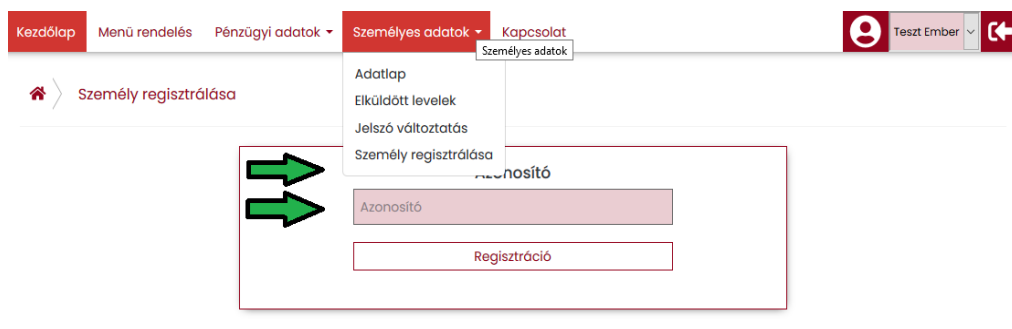 Kezdőlap Menü rendelés Pénzügyi adatok Személyes adatok Kapcsolat Teszt Ember
Személyes adatok
Adatlap
Elküldött levelek
Jelszó változtatás
Személy regisztrálása
Személy regisztrálása
Azonosító
Azonosító
Regisztráció